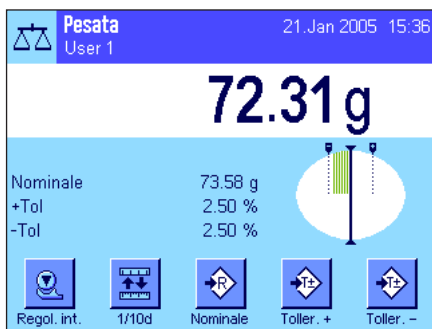 Pesata
21.Jan 2005 15:36
User 1
72.31 g
Nominale 73.58 g
+Tol 2.50 %
-Tol 2.50 %
R T± T±
Regol. int. 1/10d Nominale Toller. + Toller. –